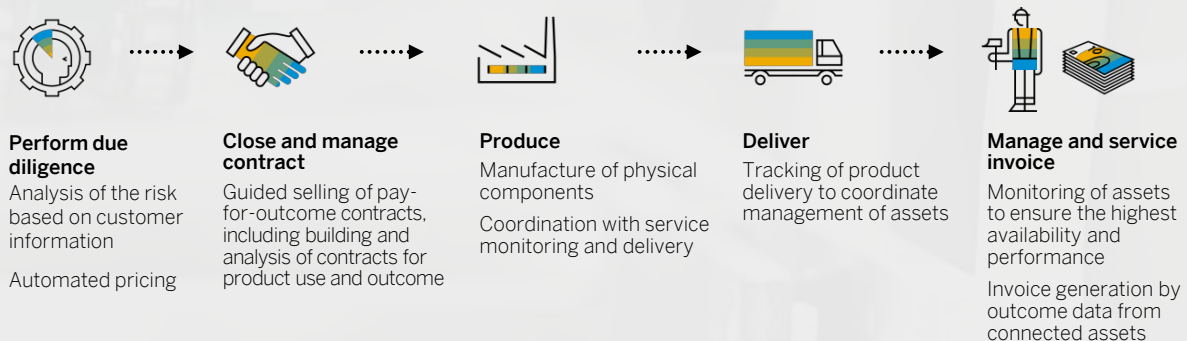 Perform due
diligence
Analysis of the risk
based on customer
information
Automated pricing
Close and manage
contract
Guided selling of pay-
for-outcome contracts,
including building and
analysis of contracts for
product use and outcome
Produce
Manufacture of physical
components
Coordination with service
monitoring and delivery
Deliver
Tracking of product
delivery to coordinate
management of assets
Manage and service
invoice
Monitoring of assets
to ensure the highest
availability and
performance
Invoice generation by
outcome data from
connected assets